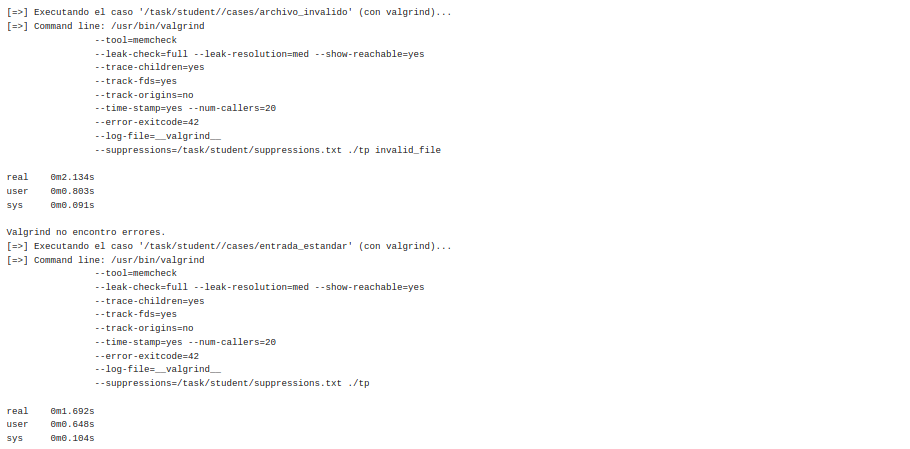 [=>] Executando el caso '/task/student//cases/archivo_invalido' (con valgrind)...
[=>] Command line: /usr/bin/valgrind
--tool=memcheck
--leak-check=full --leak-resolution=med --show-reachable=yes
--trace-children=yes
--track-fds=yes
--track-origins=no
--time-stamp=yes --num-callers=20
--error-exitcode=42
--log-file=__valgrind__
--suppressions=/task/student/suppressions.txt ./tp invalid_file
real 0m2.134s
user 0m0.803s
sys 0m0.091s
Valgrind no encontro errores.
[=>] Executando el caso '/task/student//cases/entrada_estandar' (con valgrind)...
[=>] Command line: /usr/bin/valgrind
--tool=memcheck
--leak-check=full --leak-resolution=med --show-reachable=yes
--trace-children=yes
--track-fds=yes
--track-origins=no
--time-stamp=yes --num-callers=20
--error-exitcode=42
--log-file=__valgrind__
--suppressions=/task/student/suppressions.txt ./tp
real 0m1.692s
user 0m0.648s
sys 0m0.104s